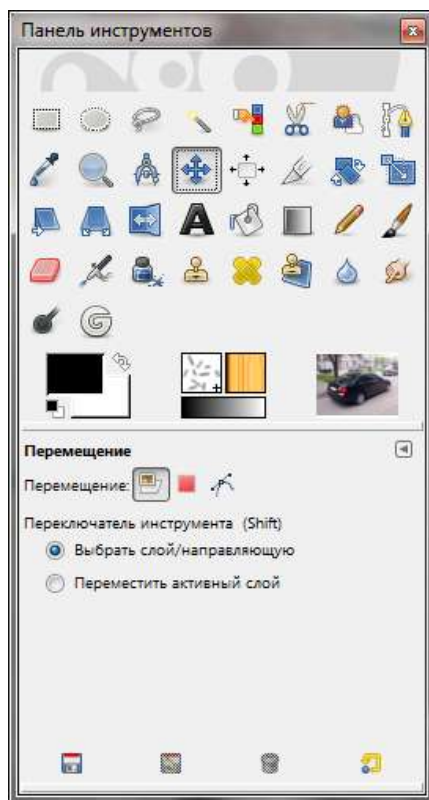 Панель инструментов
Перемещение
Перемещение:
Переключатель инструмента (Shift)
Выбрать слой/направляющую
Переместить активный слой